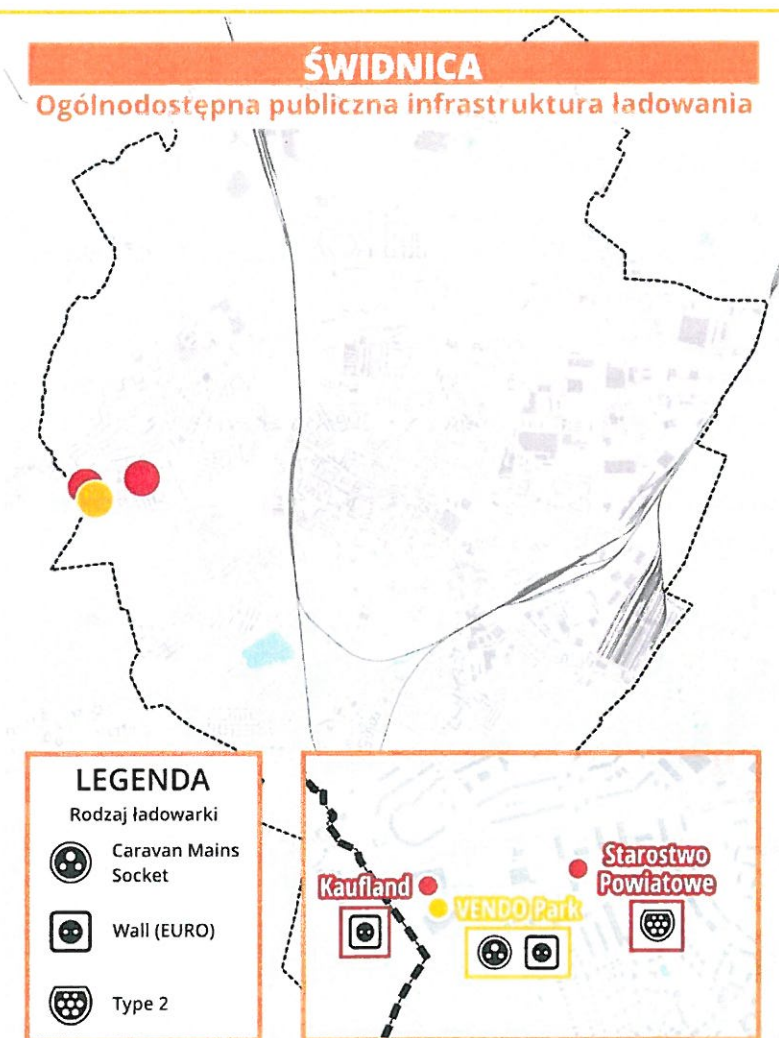 ŚWIDNICA
Ogólnodostępna publiczna infrastruktura ładowania
LEGENDA
Rodzaj ładowarki
Caravan Mains
Socket
Wall (EURO)
Type 2
Kaufland
VENDO Park
Starostwo
Powiatowe